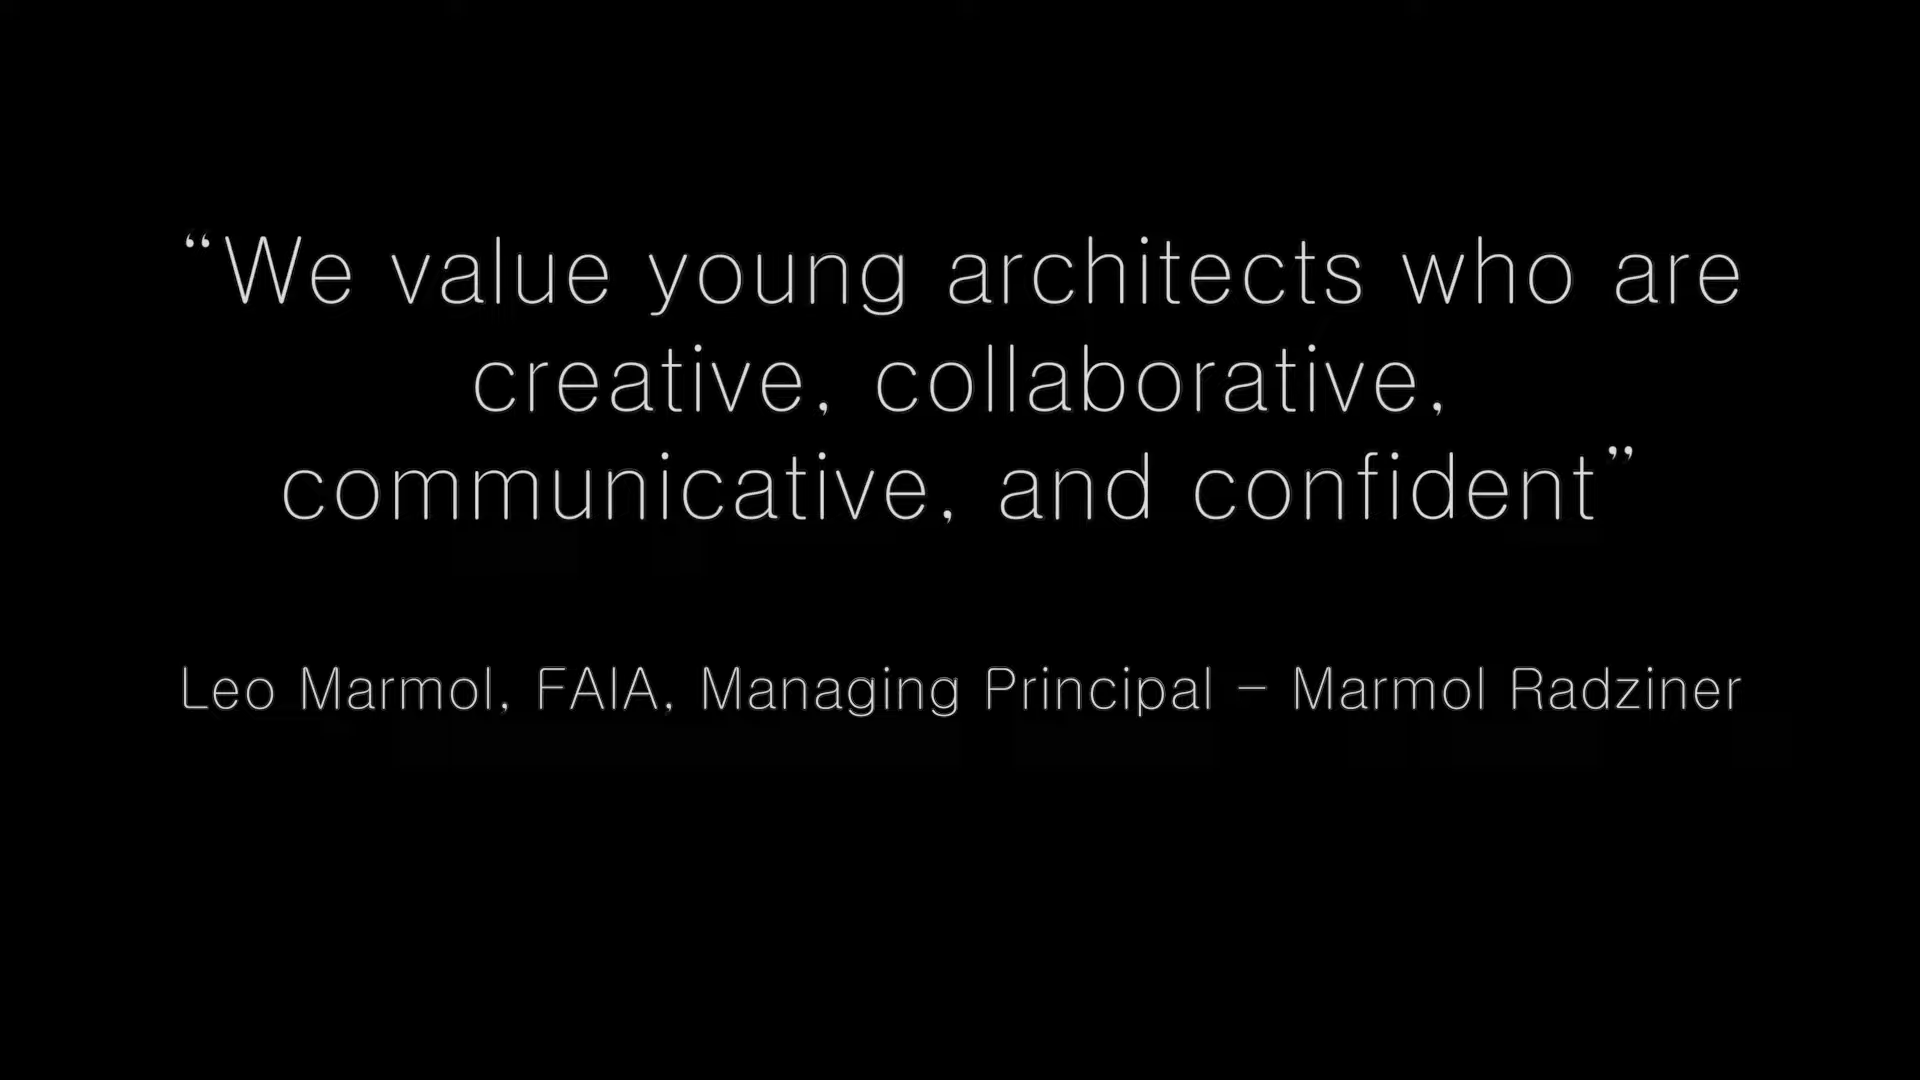 “We value young architects who are
creative, collaborative,
communicative, and confident”
Leo Marmol, FAIA, Managing Principal – Marmol Radziner